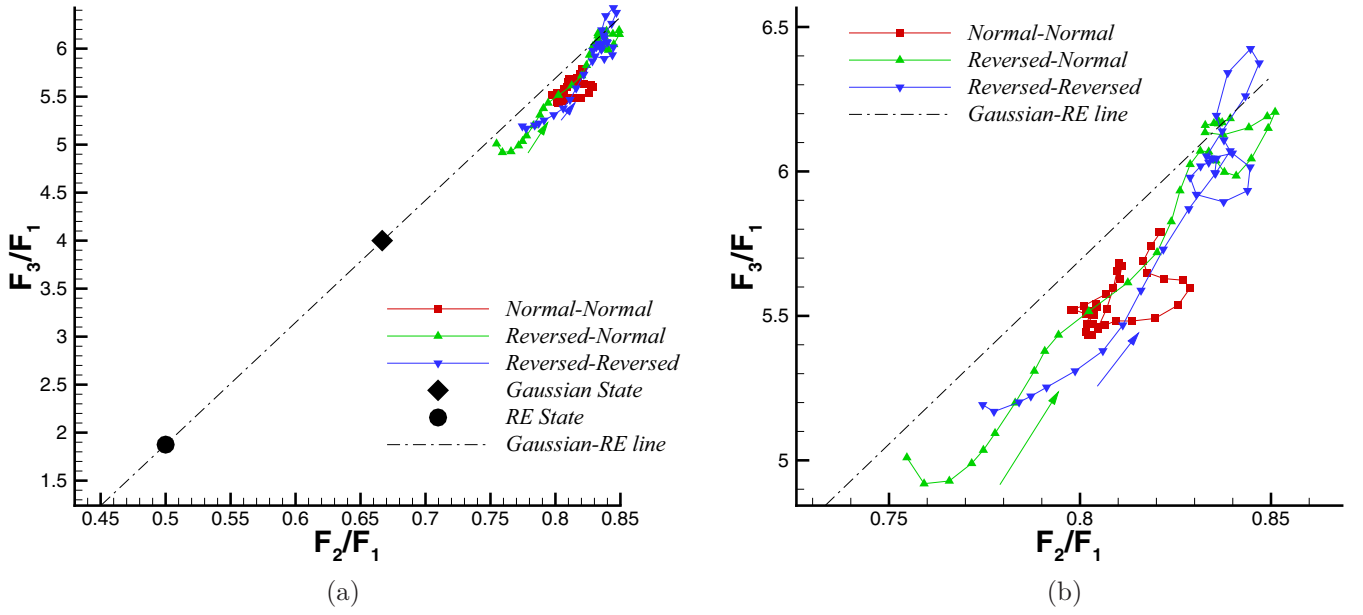 6
5.5
5
4.5
4
3.5
3
2.5
2
1.5
F3/F1
0.45 0.5 0.55 0.6 0.65 0.7 0.75 0.8 0.85
F2/F1
Normal-Normal
Reversed-Normal
Reversed-Reversed
Gaussian State
RE State
Gaussian-RE line
(a)
6.5
6
5.5
5
F3/F1
0.75 0.8 0.85
F2/F1
Normal-Normal
Reversed-Normal
Reversed-Reversed
Gaussian-RE line
(b)